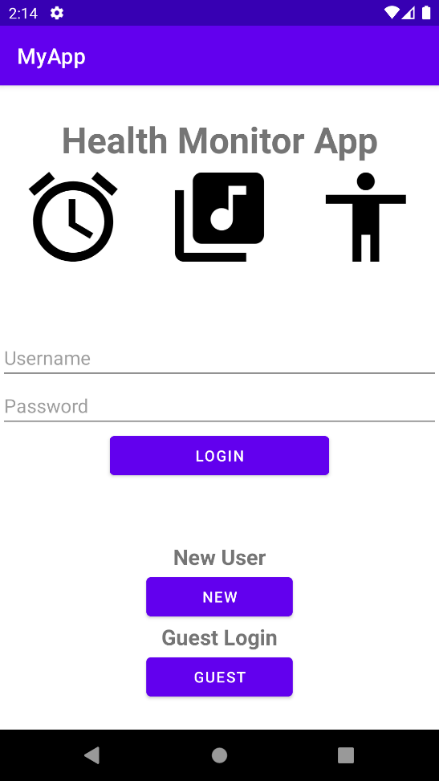 2:14
MyApp
Health Monitor App
Username
Password
LOGIN
New User
NEW
Guest Login
GUEST